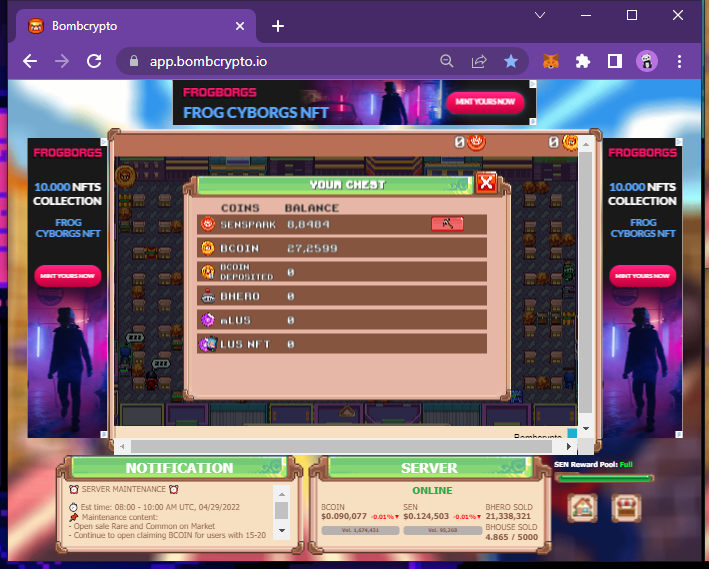 Bombcrypto
app.bombcrypto.io
FROGBORGS
FROG CYBORGS NFT
MINT YOURS NOW
FROGBORGS
10.000 NFTS
COLLECTION
FROG
CYBORGS NFT
MINT YOURS NOW
0 0
YOUR CHEST
COINS BALANCE
SENSPARK 8,8484
BCOIN 27,2599
BCOIN
DEPOSITED 0
BHERO 0
mLUS 0
LUS NFT 0
zzz
zzz
Bombcrypto
FROGBORGS
10.000 NFTS
COLLECTION
FROG
CYBORGS NFT
MINT YOURS NOW
NOTIFICATION
SERVER MAINTENANCE
Est time: 08:00 - 10:00 AM UTC, 04/29/2022
Maintenance content:
- Open sale Rare and Common on Market
- Continue to open claiming BCOIN for users with 15-20
SERVER
ONLINE
BCOIN
$0.090,077 -0.01%▼
Vol. 1,674,431
SEN
$0.124,503 -0.01%▼
Vol. 95,268
BHERO SOLD
21,338,321
BHOUSE SOLD
4.865 / 5000
SEN Reward Pool: Full